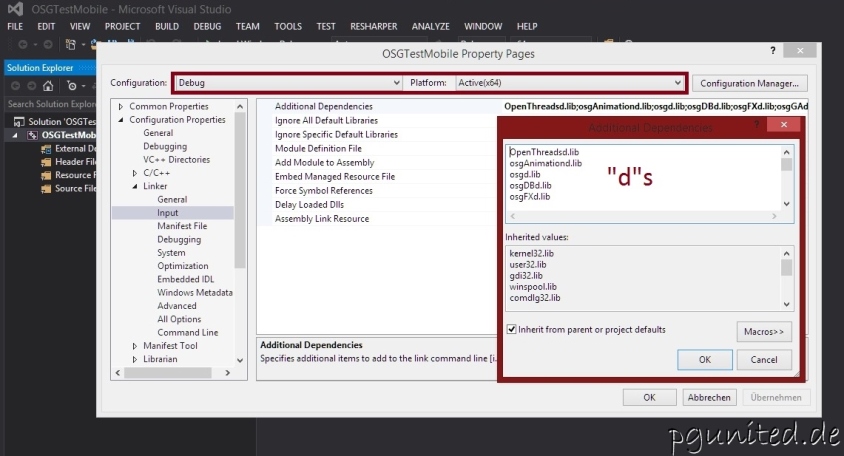 OSGTestMobile - Microsoft Visual Studio
FILE EDIT VIEW PROJECT BUILD DEBUG TEAM TOOLS TEST RESHARPER ANALYZE WINDOW HELP
Solution Explorer
Search Solution Explore
Solution 'OSGTest
OSGTestMob
External De
Header File
Resource F
Source File
OSGTestMobile Property Pages
Configuration: Debug Platform: Active(x64) Configuration Manager...
Common Properties
Configuration Properties
General
Debugging
VC++ Directories
C/C++
Linker
General
Input
Manifest File
Debugging
System
Optimization
Embedded IDL
Windows Metadata
Advanced
All Options
Command Line
Manifest Tool
Librarian
Additional Dependencies OpenThreadsd.lib;osgAnimationd.lib;osgd.lib;osgDBd.lib;osgFXd.lib;osgGAd
Ignore All Default Libraries
Ignore Specific Default Libraries
Module Definition File
Add Module to Assembly
Embed Managed Resource File
Force Symbol References
Delay Loaded Dlls
Assembly Link Resource
Additional Dependencies
Specifies additional items to add to the link command line [i.
Additional Dependencies
OpenThreadsd.lib
osgAnimationd.lib
osgd.lib
osgDBd.lib
osgFXd.lib
"d"s
Inherited values:
kernel32.lib
user32.lib
gdi32.lib
winspool.lib
comdlg32.lib
Inherit from parent or project defaults
Macros>>
OK Cancel
OK Abbrechen Übernehmen
pgunited.de